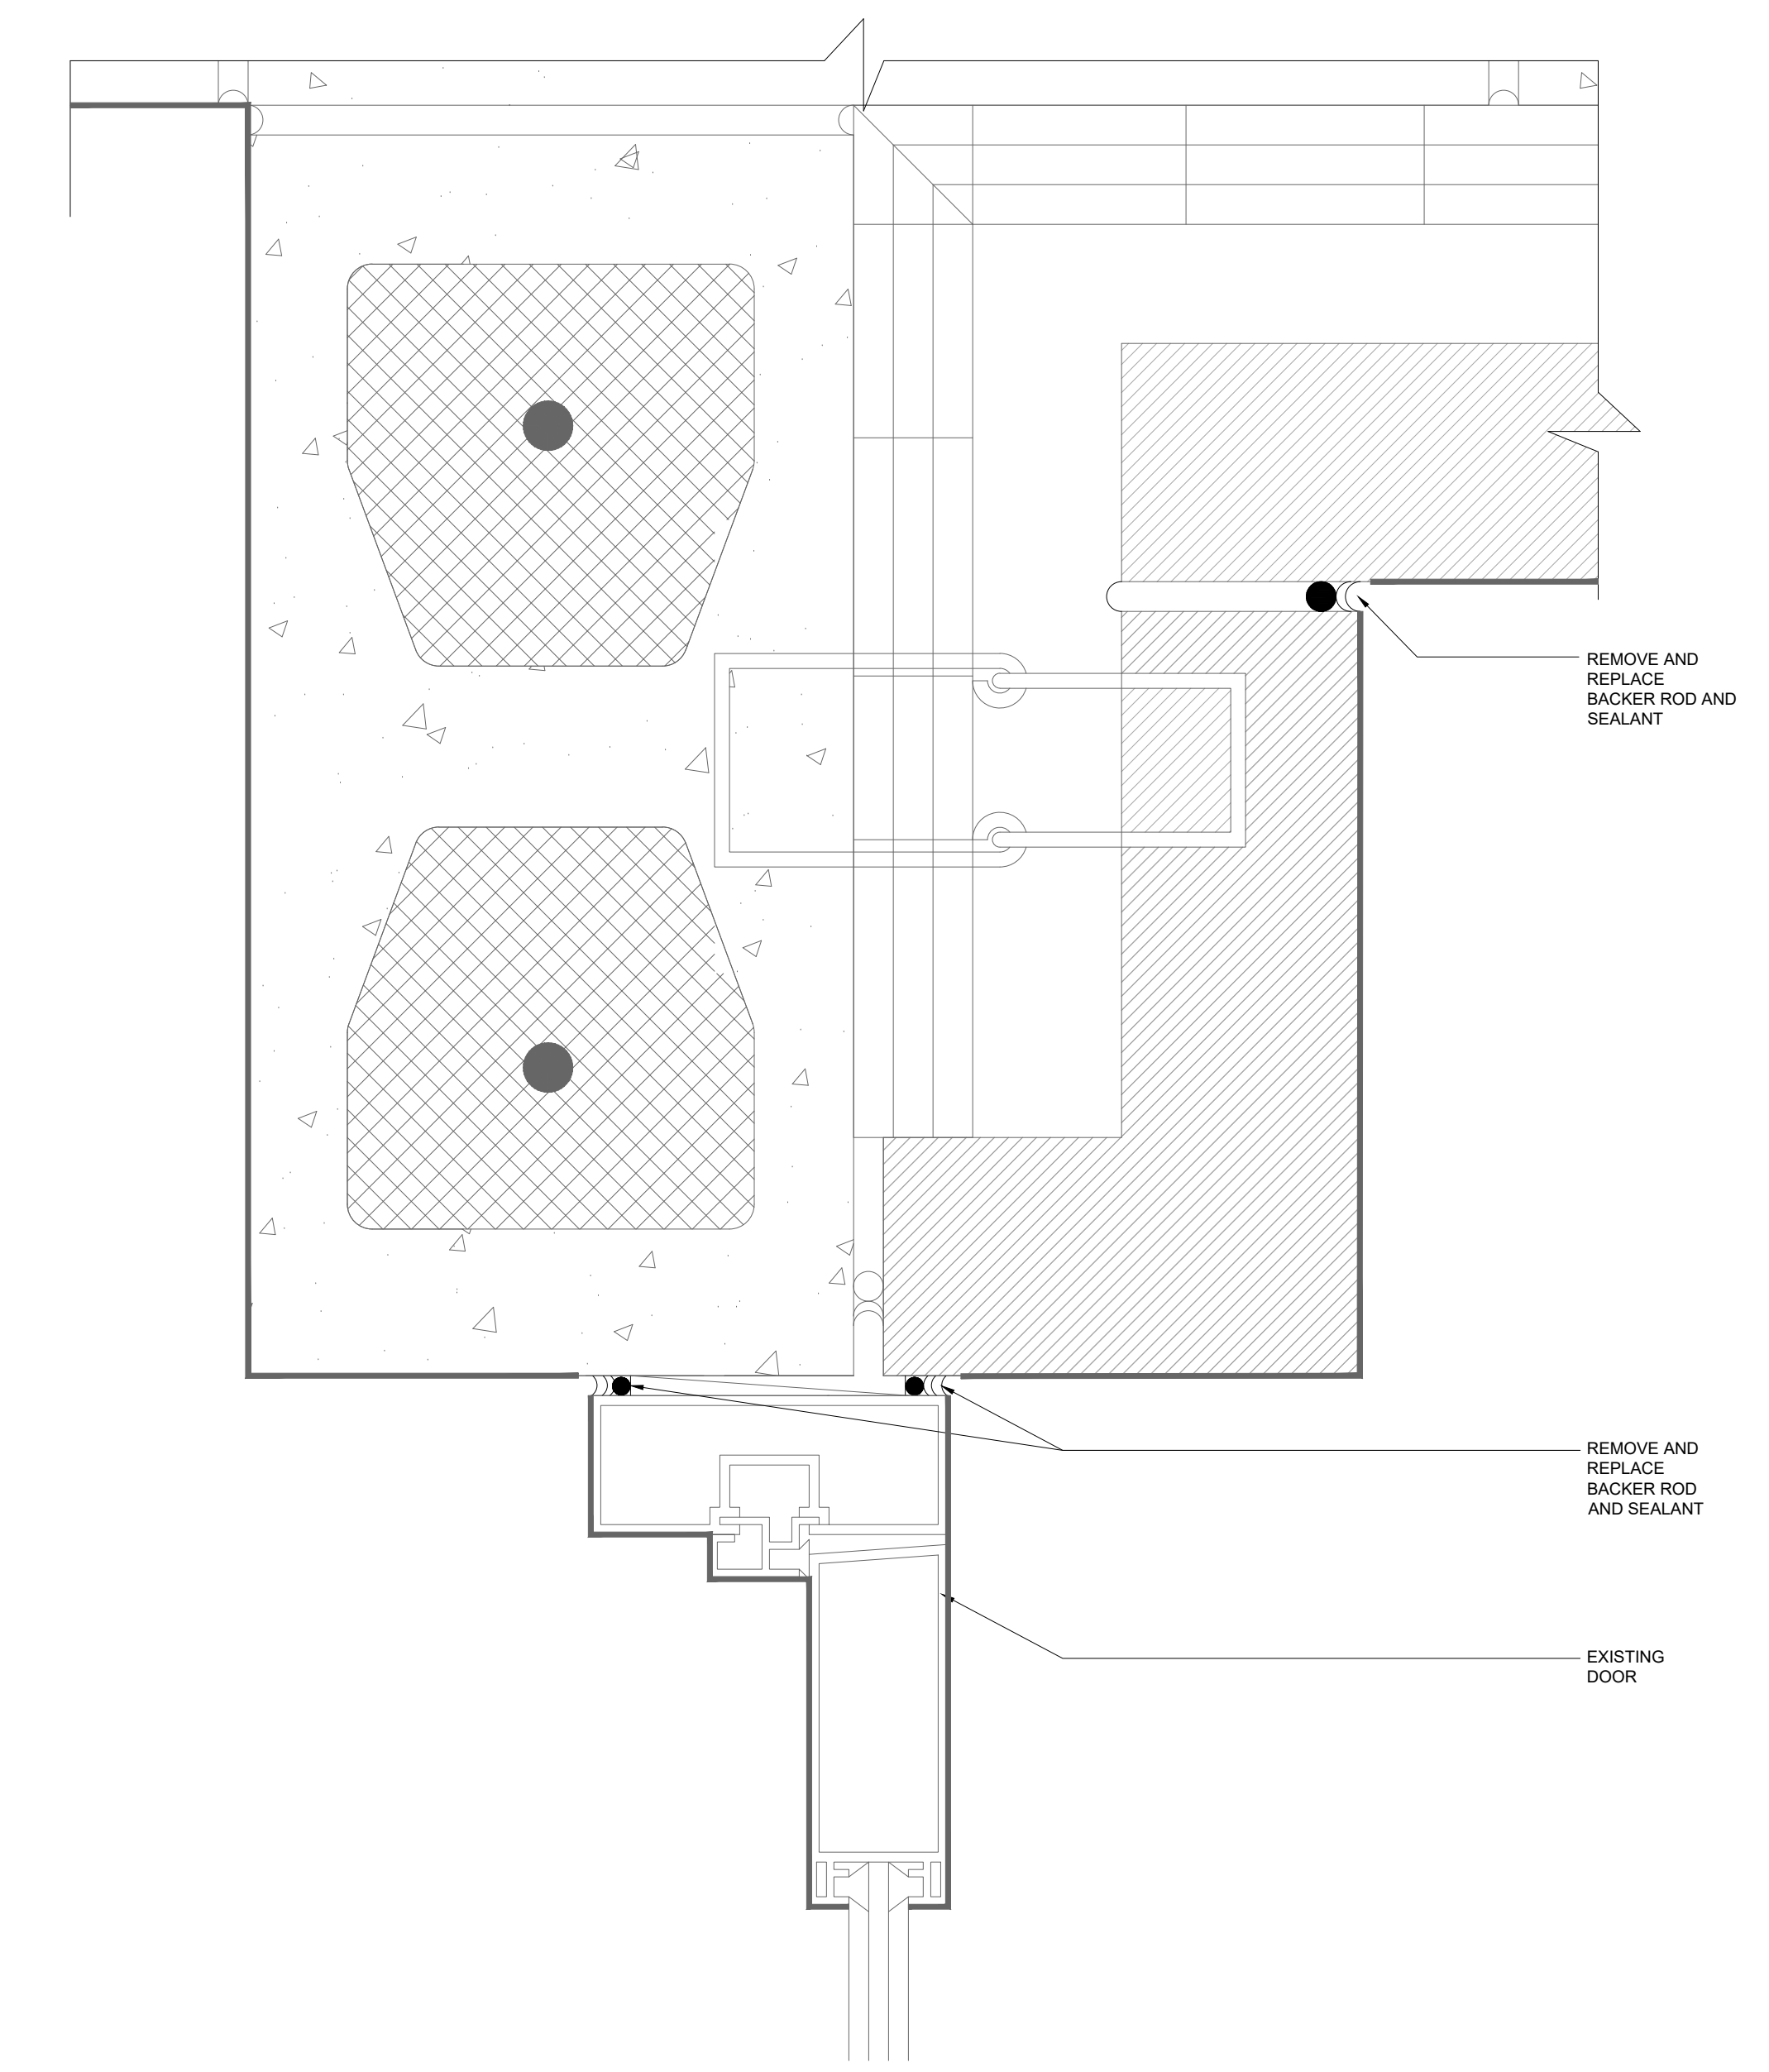 REMOVE AND
REPLACE
BACKER ROD AND
SEALANT
REMOVE AND
REPLACE
BACKER ROD
AND SEALANT
EXISTING
DOOR